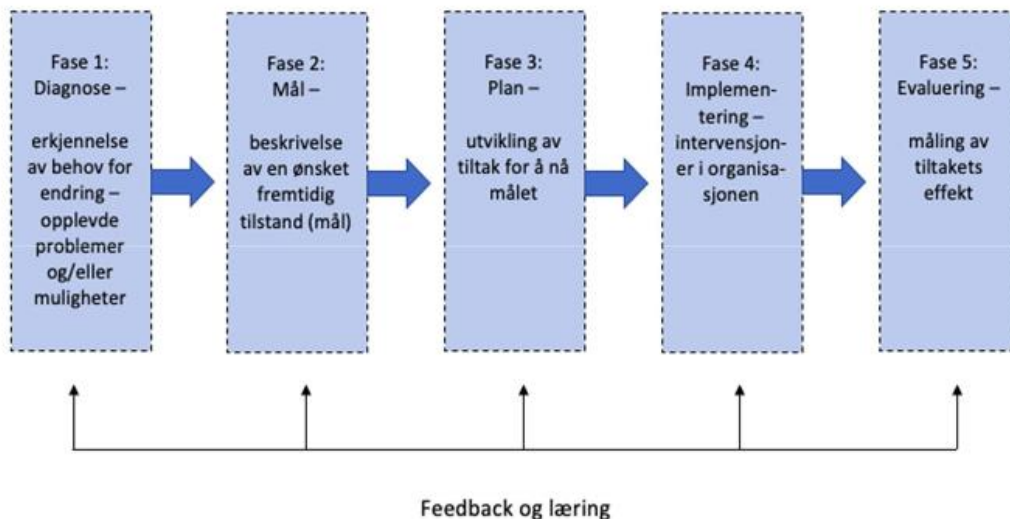 Fase 1:
Diagnose –
erkjennelse
av behov for
endring –
opplevde
problemer
og/eller
muligheter
Fase 2:
Mål –
beskrivelse
av en ønsket
fremtidig
tilstand (mål)
Fase 3:
Plan –
utvikling av
tiltak for å nå
målet
Fase 4:
Implemen-
tering –
intervensjon-
er i organisa-
sjonen
Fase 5:
Evaluering –
måling av
tiltakets
effekt
Feedback og læring